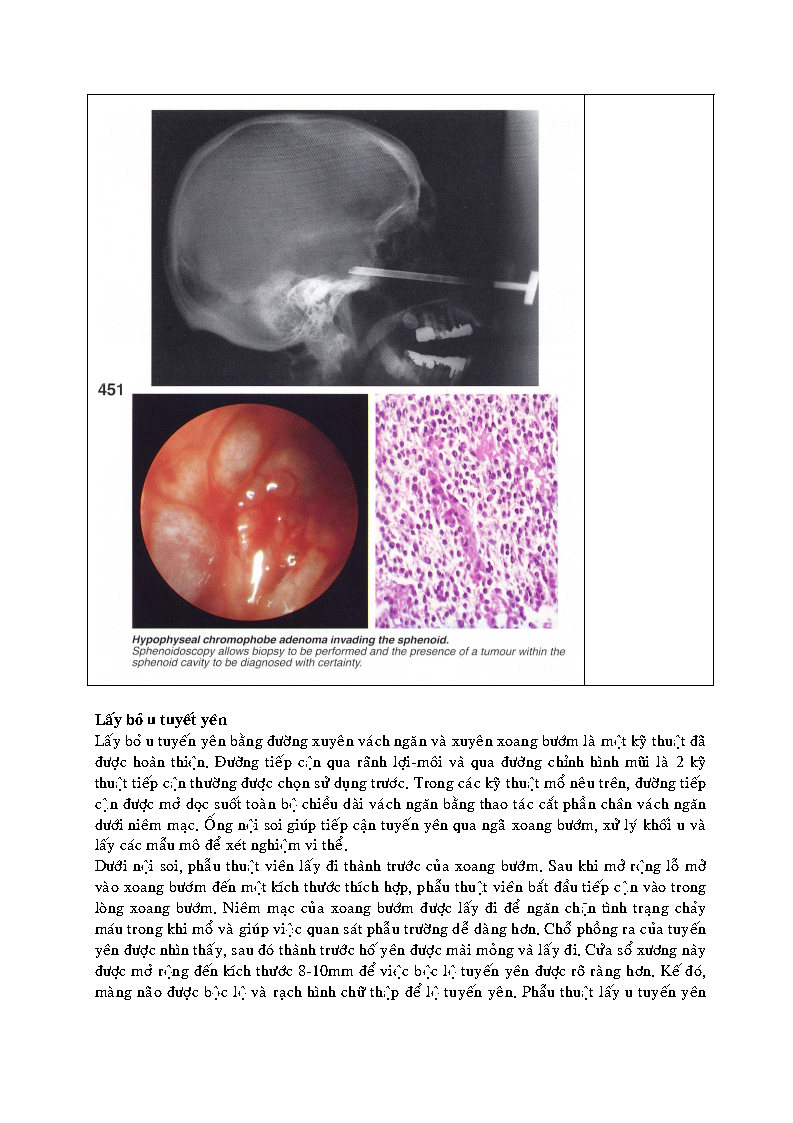 451
Hypophyseal chromophobe adenoma invading the sphenoid.
Sphenoidoscopy allows biopsy to be performed and the presence of a tumour within the
sphenoid cavity to be diagnosed with certainty.
Lấy bỏ u tuyết yên
Lấy bỏ u tuyến yên bằng đường xuyên vách ngăn và xuyên xoang bướm là một kỹ thuật đã
được hoàn thiện. Đường tiếp cận qua rãnh lợi-môi và qua đường chỉnh hình mũi là 2 kỹ
thuật tiếp cận thường được chọn sử dụng trước. Trong các kỹ thuật mổ nêu trên, đường tiếp
cận được mở dọc suốt toàn bộ chiều dài vách ngăn bằng thao tác cắt phần chân vách ngăn
dưới niêm mạc. Ống nội soi giúp tiếp cận tuyến yên qua ngã xoang bướm, xử lý khối u và
lấy các mẫu mô để xét nghiệm vi thể.
Dưới nội soi, phẫu thuật viên lấy đi thành trước của xoang bướm. Sau khi mở rộng lỗ mở
vào xoang bươm đến một kích thước thích hợp, phẫu thuật viên bắt đầu tiếp cận vào trong
lòng xoang bướm. Niêm mạc của xoang bướm được lấy đi để ngăn chặn tình trạng chảy
máu trong khi mổ và giúp việc quan sát phẫu trường dễ dàng hơn. Chỗ phồng ra của tuyến
yên được nhìn thấy, sau đó thành trước hố yên được mài mỏng và lấy đi. Cửa sổ xương này
được mở rộng đến kích thước 8-10mm để việc bộc lộ tuyến yên được rõ ràng hơn. Kế đó,
màng não được bộc lộ và rạch hình chữ thập để lộ tuyến yên. Phẫu thuật lấy u tuyến yên